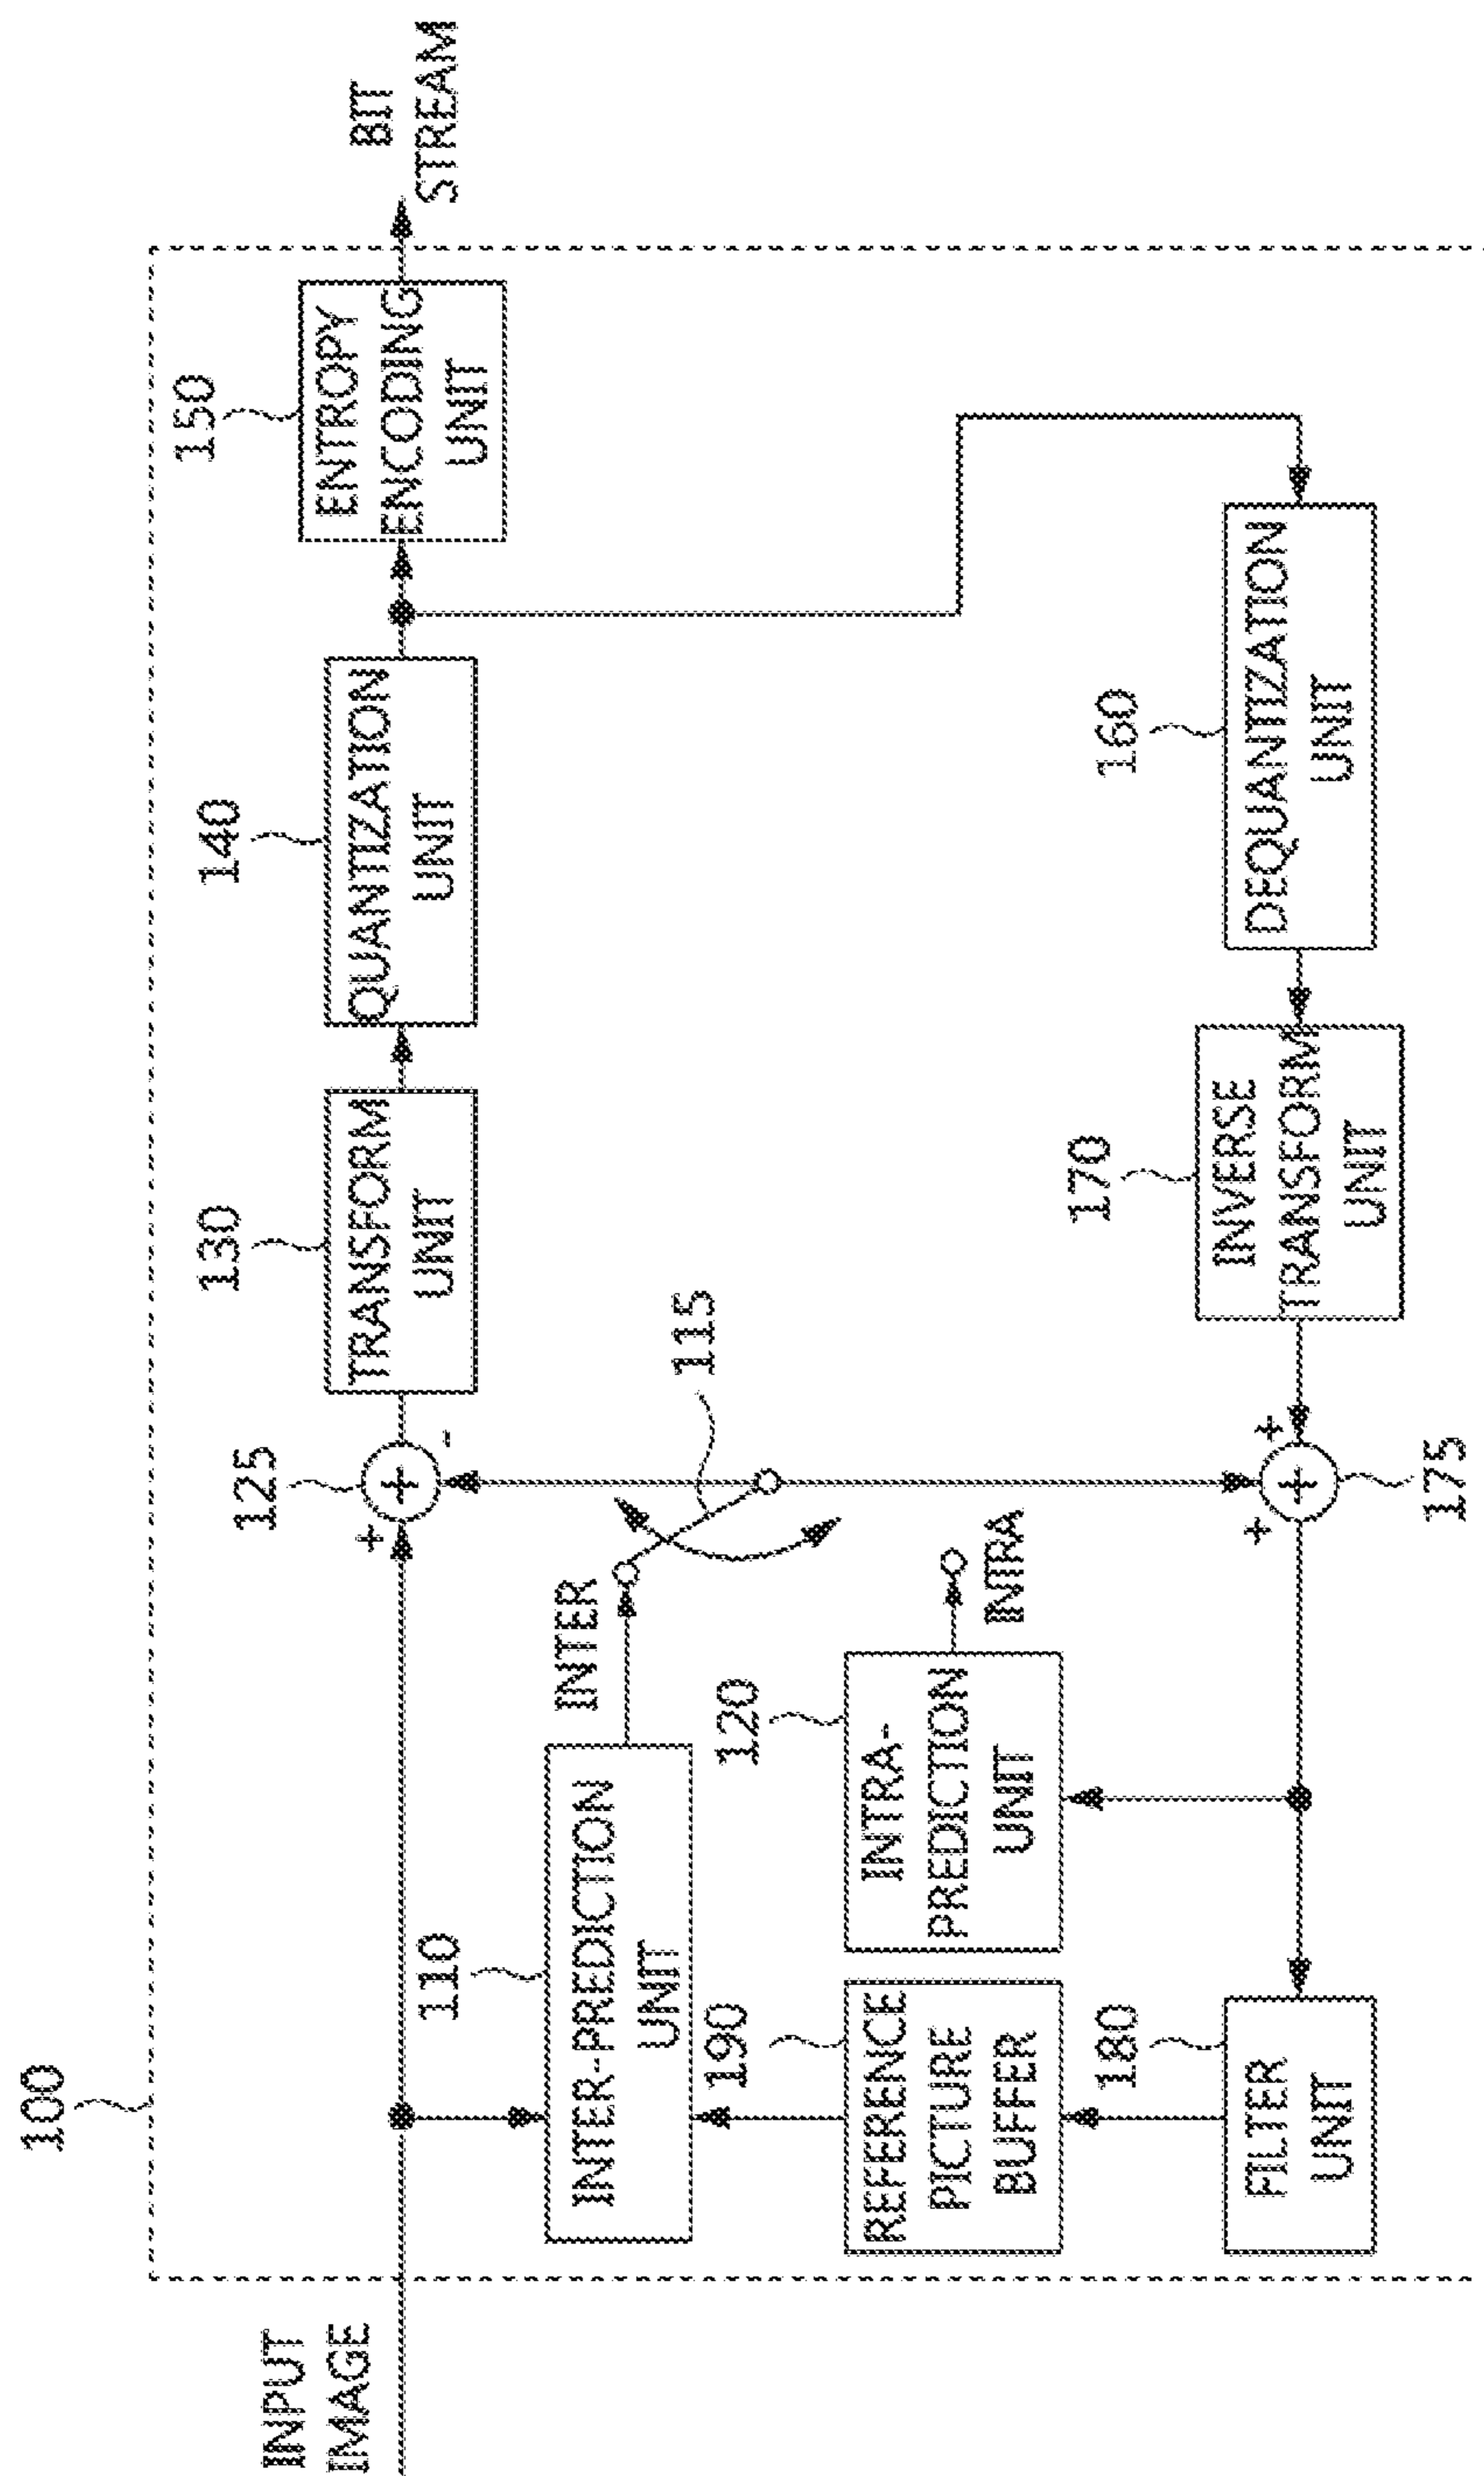 100
INPUT
IMAGE
110
INTER-PREDICTION
UNIT
INTER
115
125
+
+
-
130
TRANSFORM
UNIT
140
QUANTIZATION
UNIT
150
ENTROPY
ENCODING
UNIT
BIT
STREAM
190
REFERENCE
PICTURE
BUFFER
120
INTRA-
PREDICTION
UNIT
INTRA
180
FILTER
UNIT
+
+
+
175
170
INVERSE
TRANSFORM
UNIT
160
DEQUANTIZATION
UNIT